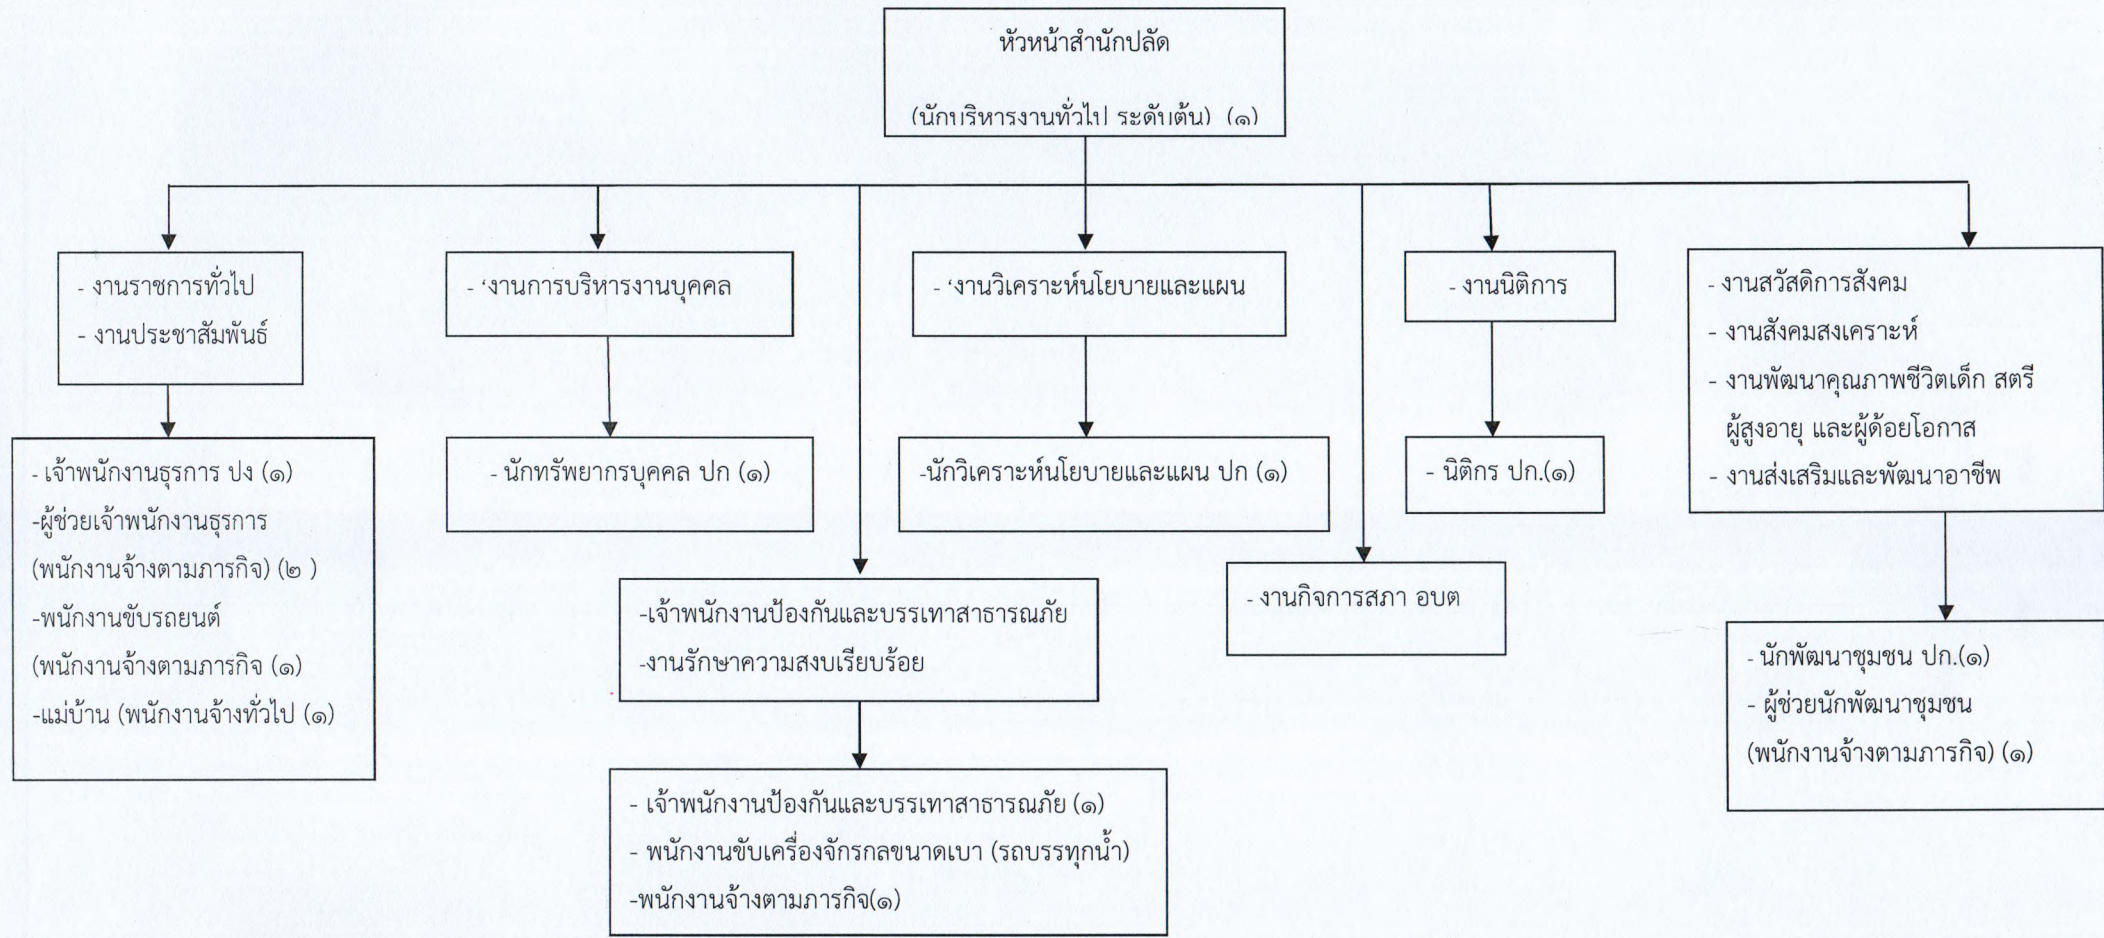 หัวหน้าสำนักปลัด
(นักบริหารงานทั่วไป ระดับต้น) (๑)
- งานราชการทั่วไป
- งานประชาสัมพันธ์
- เจ้าพนักงานธุรการ ปง (๑)
-ผู้ช่วยเจ้าพนักงานธุรการ
(พนักงานจ้างตามภารกิจ) (๒ )
-พนักงานขับรถยนต์
(พนักงานจ้างตามภารกิจ (๑)
-แม่บ้าน (พนักงานจ้างทั่วไป (๑)
- 'งานการบริหารงานบุคคล
- นักทรัพยากรบุคคล ปก (๑)
-เจ้าพนักงานป้องกันและบรรเทาสาธารณภัย
-งานรักษาความสงบเรียบร้อย
- เจ้าพนักงานป้องกันและบรรเทาสาธารณภัย (๑)
- พนักงานขับเครื่องจักรกลขนาดเบา (รถบรรทุกน้ำ)
-พนักงานจ้างตามภารกิจ(๑)
- 'งานวิเคราะห์นโยบายและแผน
-นักวิเคราะห์นโยบายและแผน ปก (๑)
- งานกิจการสภา อบต
- งานนิติการ
- นิติกร ปก.(๑)
- งานสวัสดิการสังคม
- งานสังคมสงเคราะห์
- งานพัฒนาคุณภาพชีวิตเด็ก สตรี
ผู้สูงอายุ และผู้ด้อยโอกาส
- งานส่งเสริมและพัฒนาอาชีพ
- นักพัฒนาชุมชน ปก.(๑)
- ผู้ช่วยนักพัฒนาชุมชน
(พนักงานจ้างตามภารกิจ) (๑)